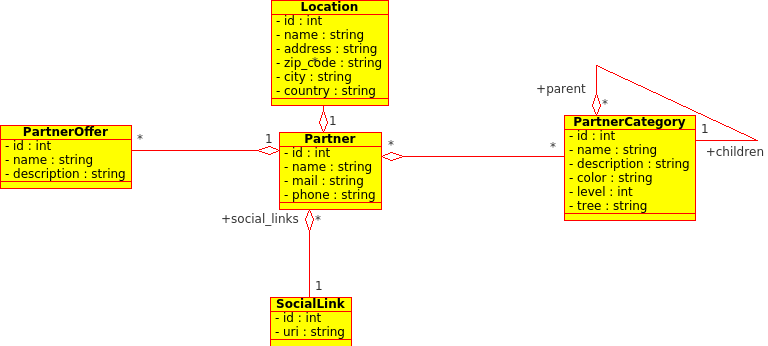 Location
- id : int
- name : string
- address : string
- zip_code : string
- city : string
- country : string
*
1
PartnerOffer
- id : int
- name : string
- description : string
*
1
Partner
- id : int
- name : string
- mail : string
- phone : string
*
*
+parent
*
PartnerCategory
- id : int
- name : string
- description : string
- color : string
- level : int
- tree : string
1
+children
+social_links
*
1
SocialLink
- id : int
- uri : string